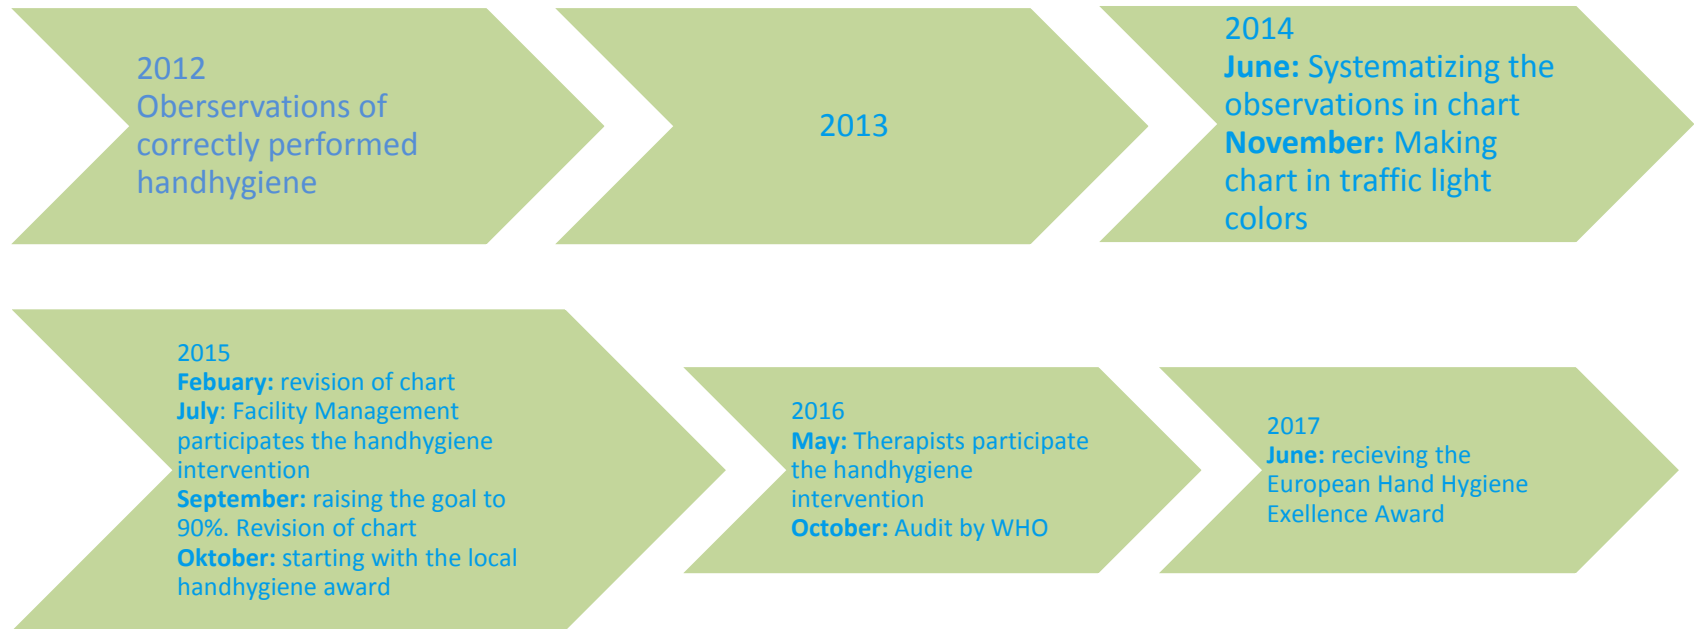 2012
Oberservations of
correctly performed
handhygiene
2013
2014
June: Systematizing the
observations in chart
November: Making
chart in traffic light
colors
2015
Febuary: revision of chart
July: Facility Management
participates the handhygiene
intervention
September: raising the goal to
90%. Revision of chart
Oktober: starting with the local
handhygiene award
2016
May: Therapists participate
the handhygiene
intervention
October: Audit by WHO
2017
June: recieving the
European Hand Hygiene
Exellence Award